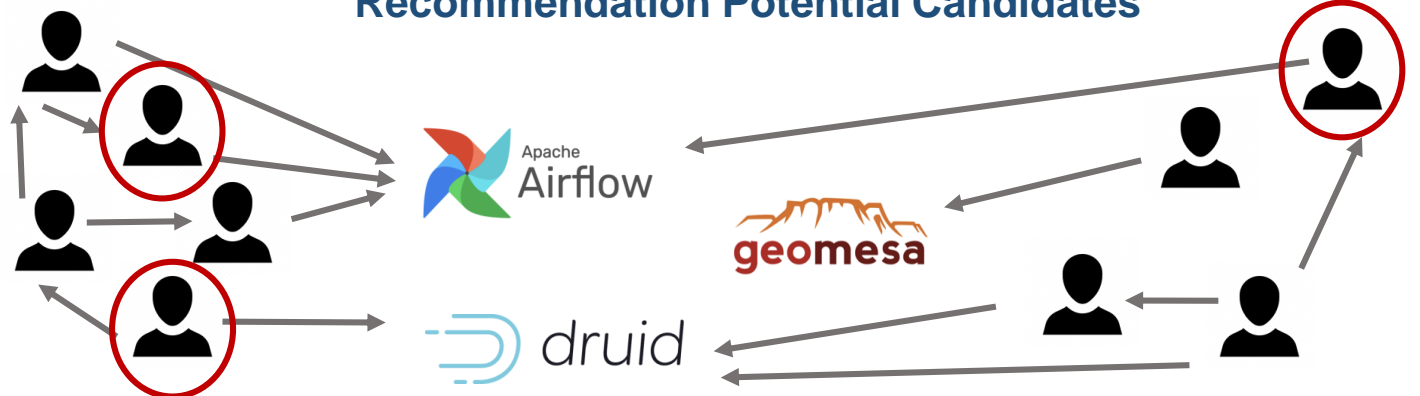 Recommendation Potential Candidates
Apache
Airflow
geomesa
druid